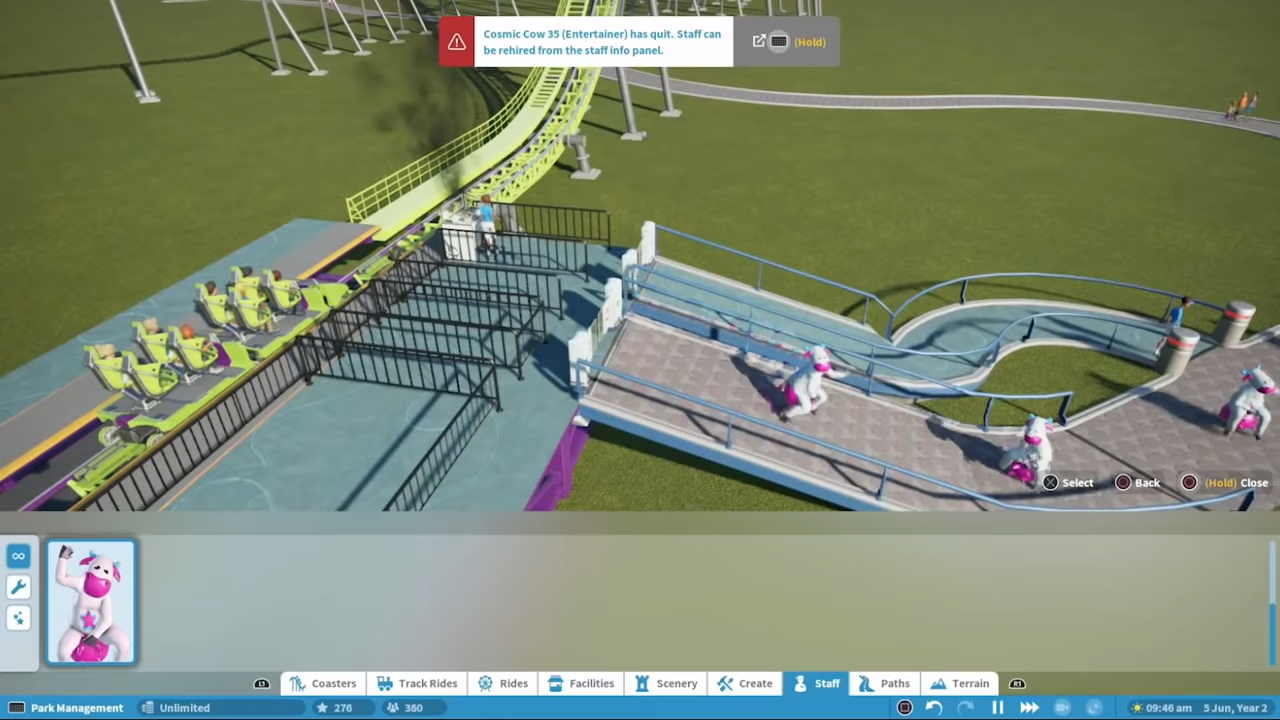 Cosmic Cow 35 (Entertainer) has quit. Staff can
be rehired from the staff info panel.
(Hold)
Select
Back
(Hold) Close
L1
Coasters
Track Rides
Rides
Facilities
Scenery
Create
Staff
Paths
Terrain
R1
Park Management
Unlimited
276
360
09:46 am
5 Jun, Year 2